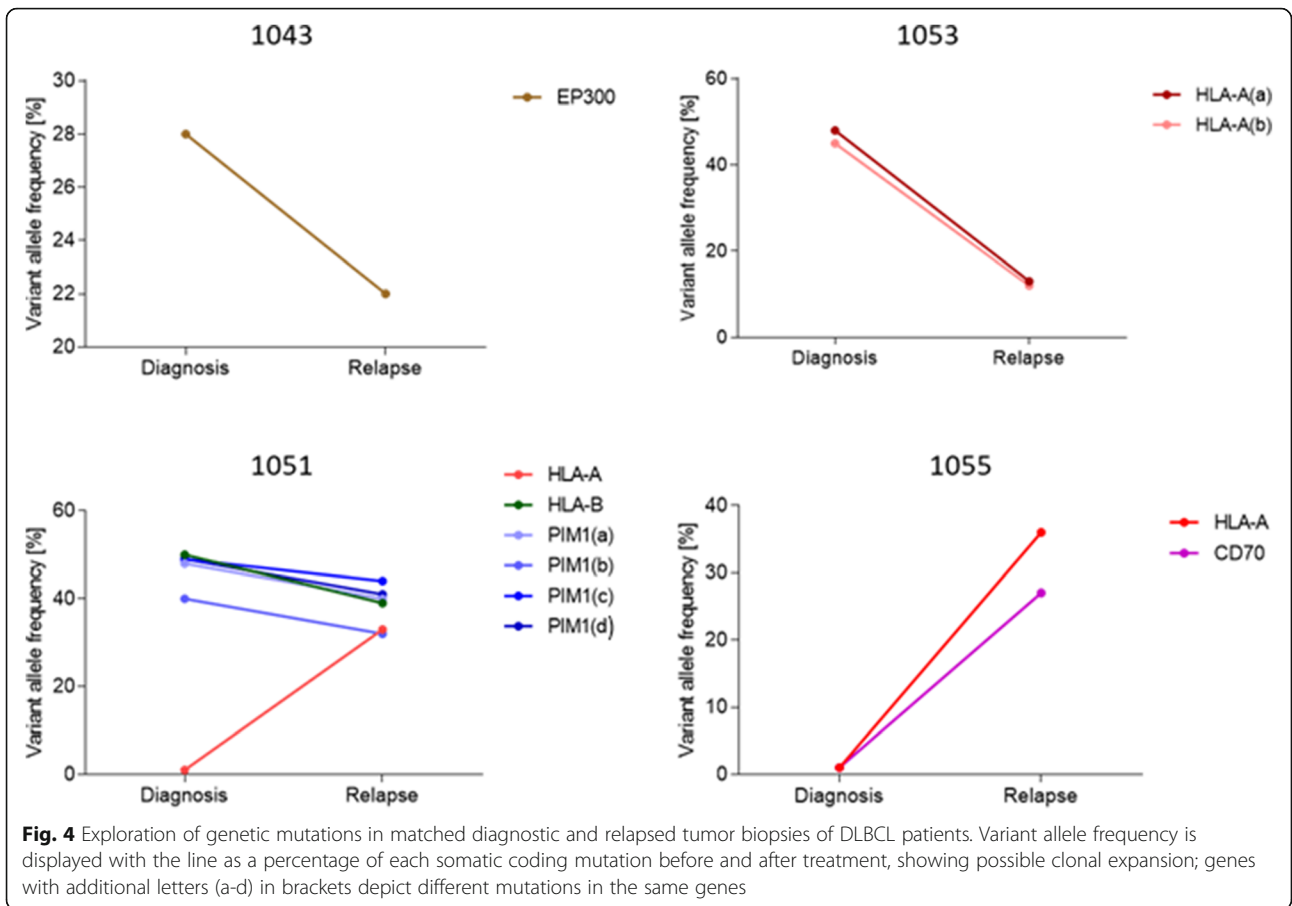 1043
30
28
26
24
22
20
Variant allele frequency [%]
Diagnosis
Relapse
EP300
1053
60
40
20
0
Variant allele frequency [%]
Diagnosis
Relapse
HLA-A(a)
HLA-A(b)
1051
60
40
20
0
Variant allele frequency [%]
Diagnosis
Relapse
HLA-A
HLA-B
PIM1(a)
PIM1(b)
PIM1(c)
PIM1(d)
1055
40
30
20
10
0
Variant allele frequency [%]
Diagnosis
Relapse
HLA-A
CD70
Fig. 4 Exploration of genetic mutations in matched diagnostic and relapsed tumor biopsies of DLBCL patients. Variant allele frequency is
displayed with the line as a percentage of each somatic coding mutation before and after treatment, showing possible clonal expansion; genes
with additional letters (a-d) in brackets depict different mutations in the same genes